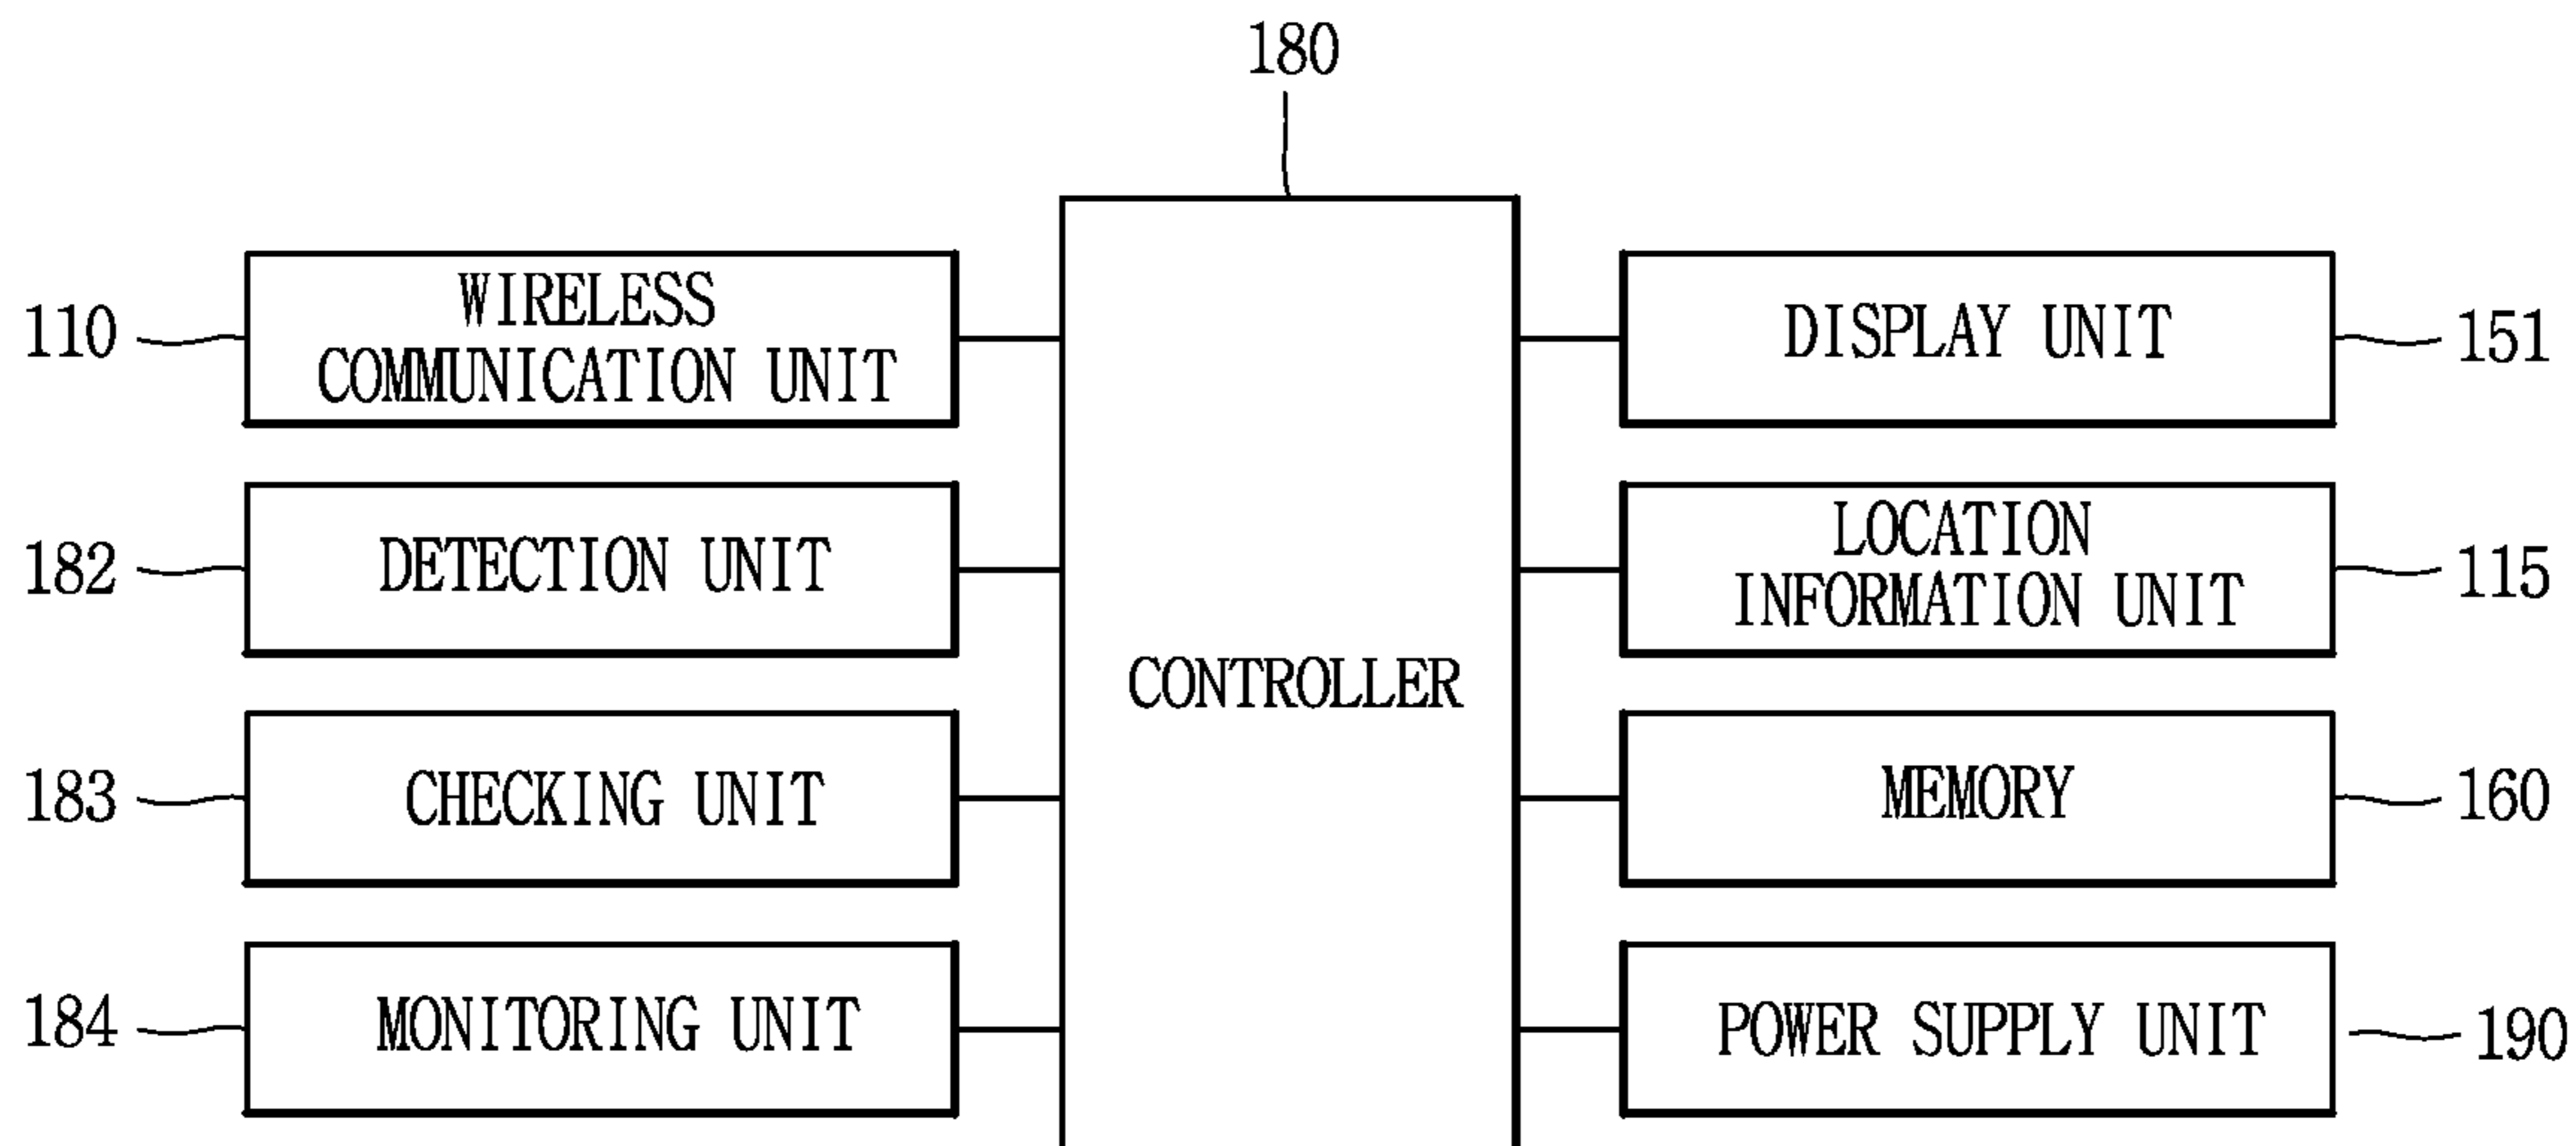 180
110
WIRELESS
COMMUNICATION UNIT
DISPLAY UNIT
151
182
DETECTION UNIT
LOCATION
INFORMATION UNIT
115
CONTROLLER
183
CHECKING UNIT
MEMORY
160
184
MONITORING UNIT
POWER SUPPLY UNIT
190